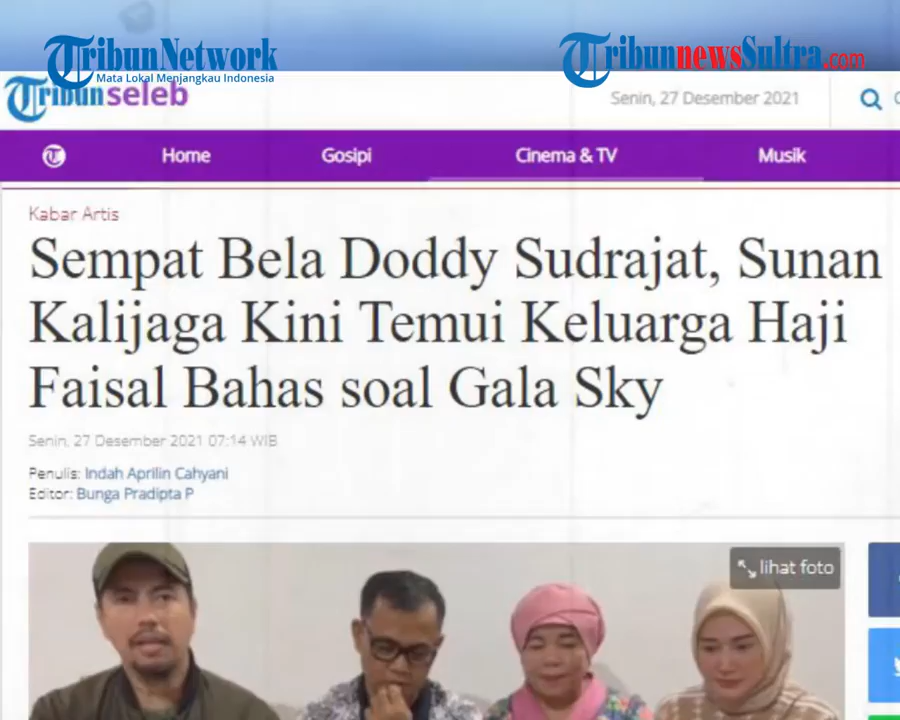 TribunNetwork
Mata Lokal Menjangkau Indonesia
TribunnewsSultra.com
Tribun seleb
Senin, 27 Desember 2021
Home Gosipi Cinema & TV Musik
Kabar Artis
Sempat Bela Doddy Sudrajat, Sunan
Kalijaga Kini Temui Keluarga Haji
Faisal Bahas soal Gala Sky
Senin, 27 Desember 2021 07:14 WIB
Penulis: Indah Aprilin Cahyani
Editor: Bunga Pradipta P
lihat foto